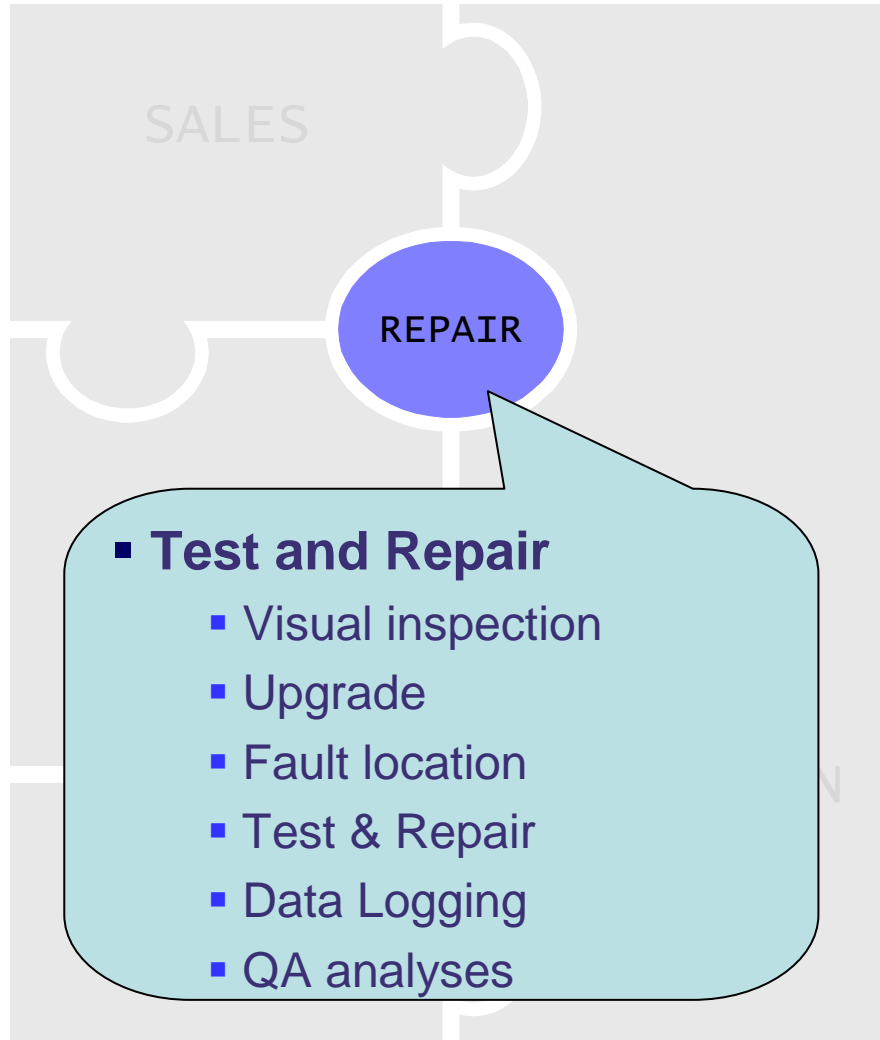 SALES
REPAIR
Test and Repair
Visual inspection
Upgrade
Fault location
Test & Repair
Data Logging
QA analyses